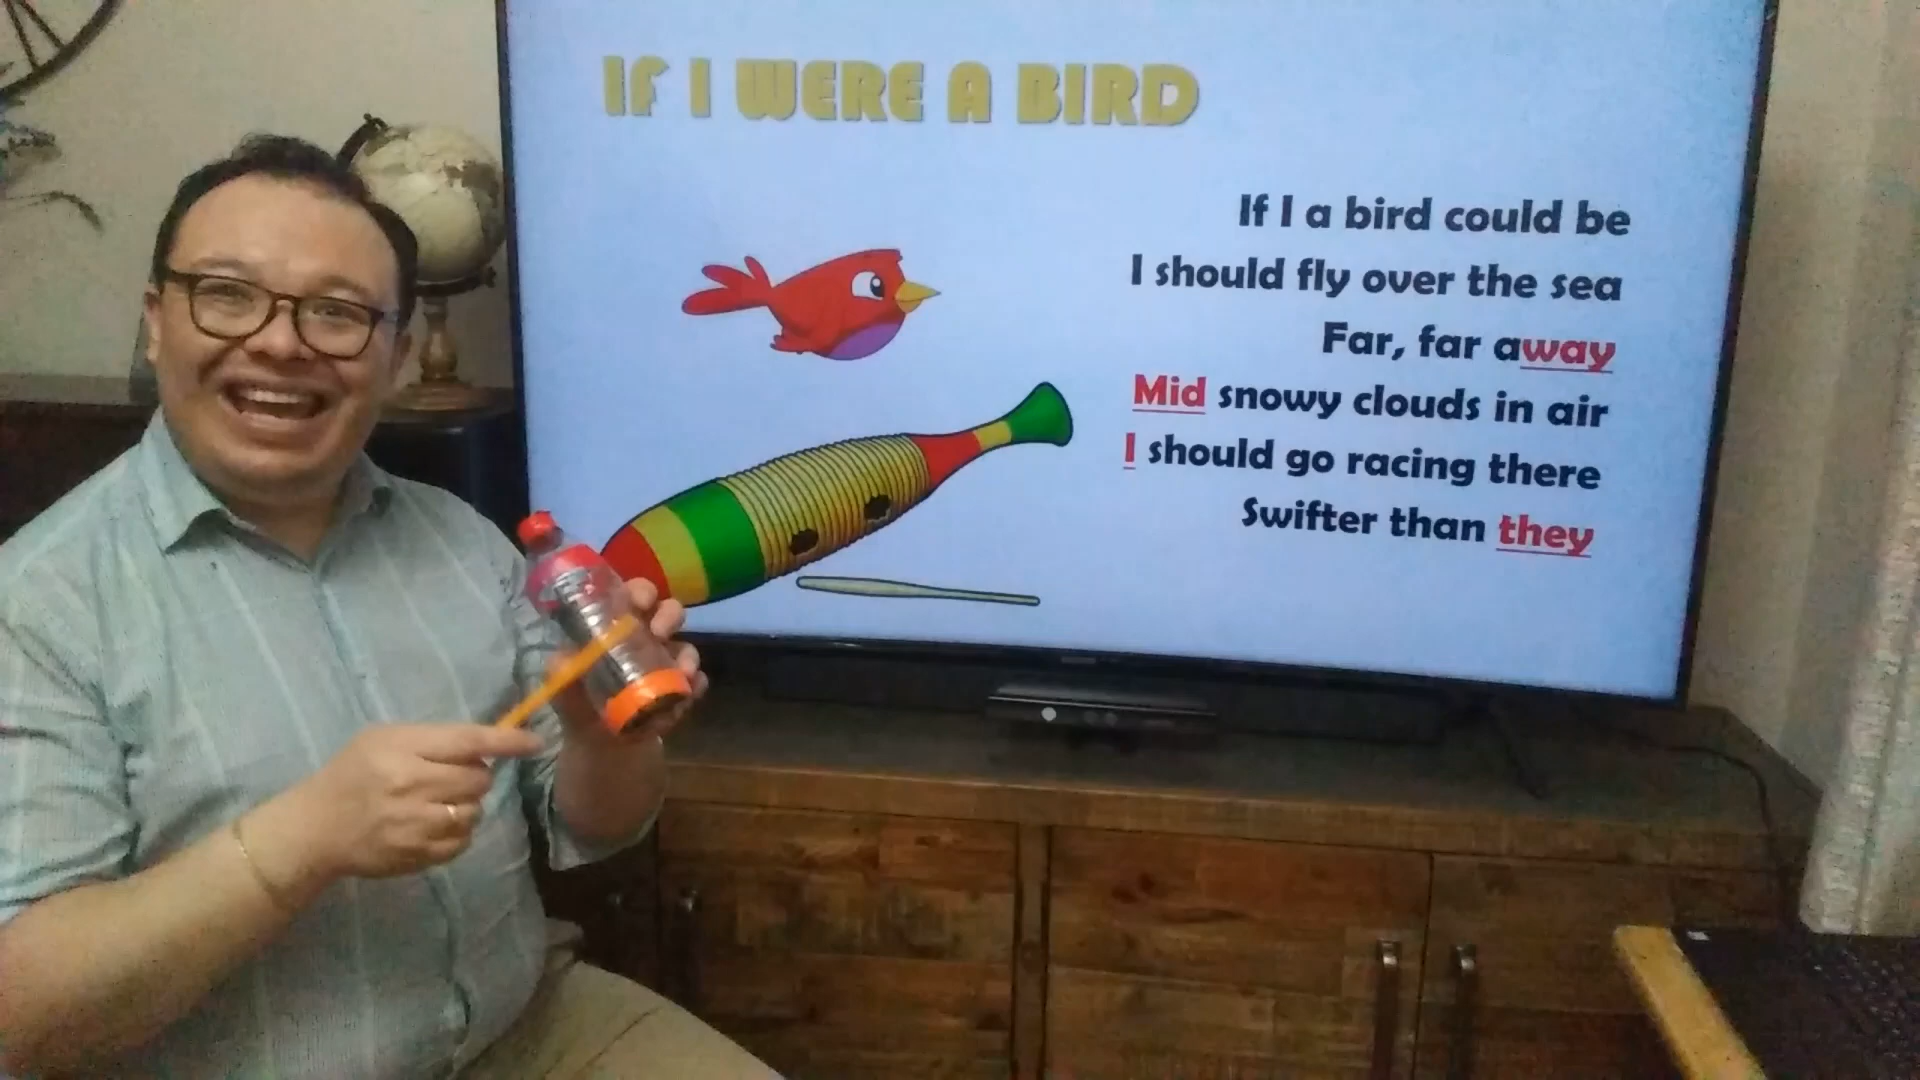 IF I WERE A BIRD
If I a bird could be
I should fly over the sea
Far, far away
Mid snowy clouds in air
I should go racing there
Swifter than they